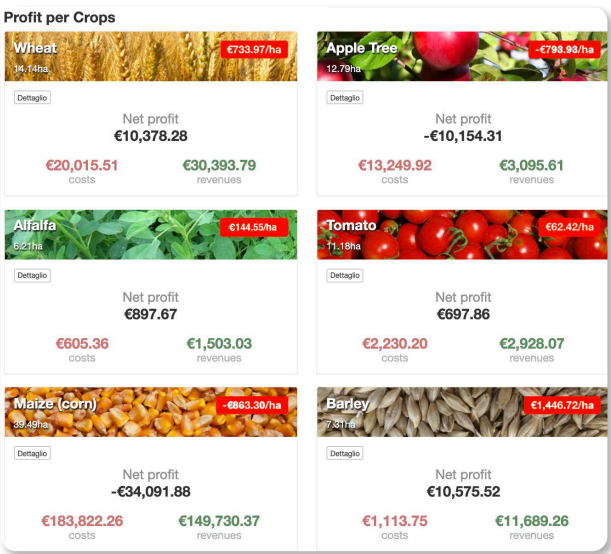 Profit per Crops
Wheat
€733.97/ha
14.14ha
Dettaglio
Net profit
€10,378.28
€20,015.51 €30,393.79
costs revenues
Apple Tree
-€793.93/ha
12.79ha
Dettaglio
Net profit
-€10,154.31
€13,249.92 €3,095.61
costs revenues
Alfalfa
€144.55/ha
6.21ha
Dettaglio
Net profit
€897.67
€605.36 €1,503.03
costs revenues
Tomato
€62.42/ha
11.18ha
Dettaglio
Net profit
€697.86
€2,230.20 €2,928.07
costs revenues
Maize (corn)
-€863.30/ha
39.49ha
Dettaglio
Net profit
-€34,091.88
€183,822.26 €149,730.37
costs revenues
Barley
€1,446.72/ha
7.31ha
Dettaglio
Net profit
€10,575.52
€1,113.75 €11,689.26
costs revenues